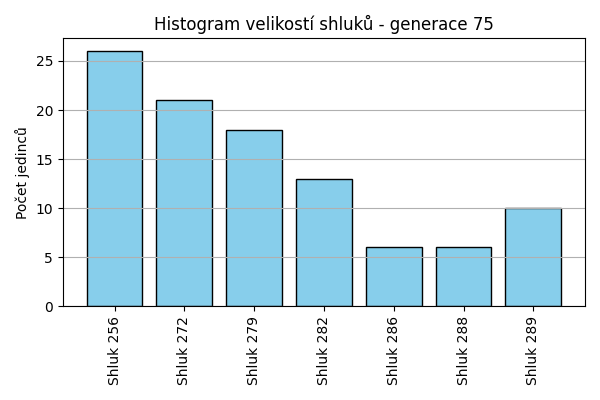 Histogram velikostí shluků - generace 75
Počet jedinců
25
20
15
10
5
0
Shluk 256
Shluk 272
Shluk 279
Shluk 282
Shluk 286
Shluk 288
Shluk 289